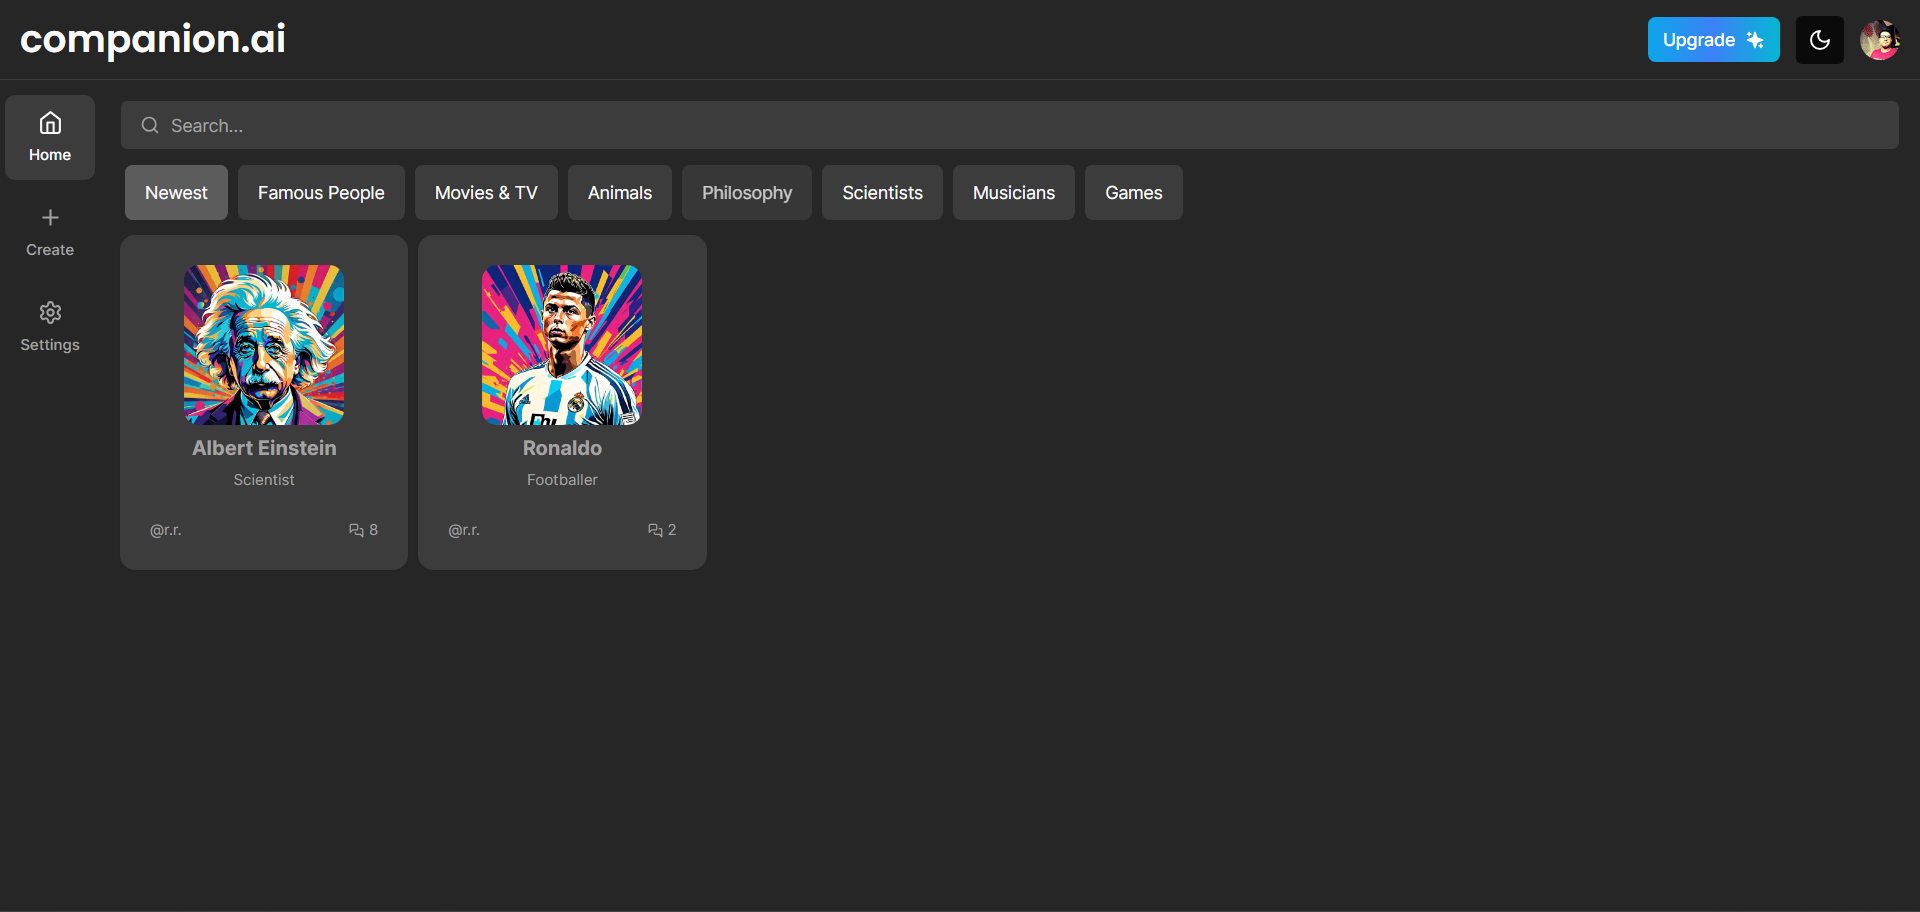 companion.ai
Upgrade
Home
Create
Settings
Search...
Newest Famous People Movies & TV Animals Philosophy Scientists Musicians Games
Albert Einstein
Scientist
@r.r. 8
Ronaldo
Footballer
@r.r. 2